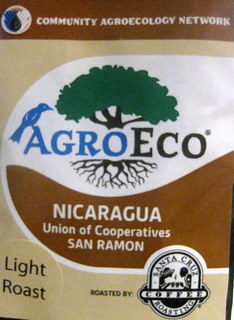 COMMUNITY AGROECOLOGY NETWORK
AGROECO®
NICARAGUA
Union of Cooperatives
SAN RAMON
Light
Roast
ROASTED BY:
SANTA CRUZ
COFFEE
ROASTING